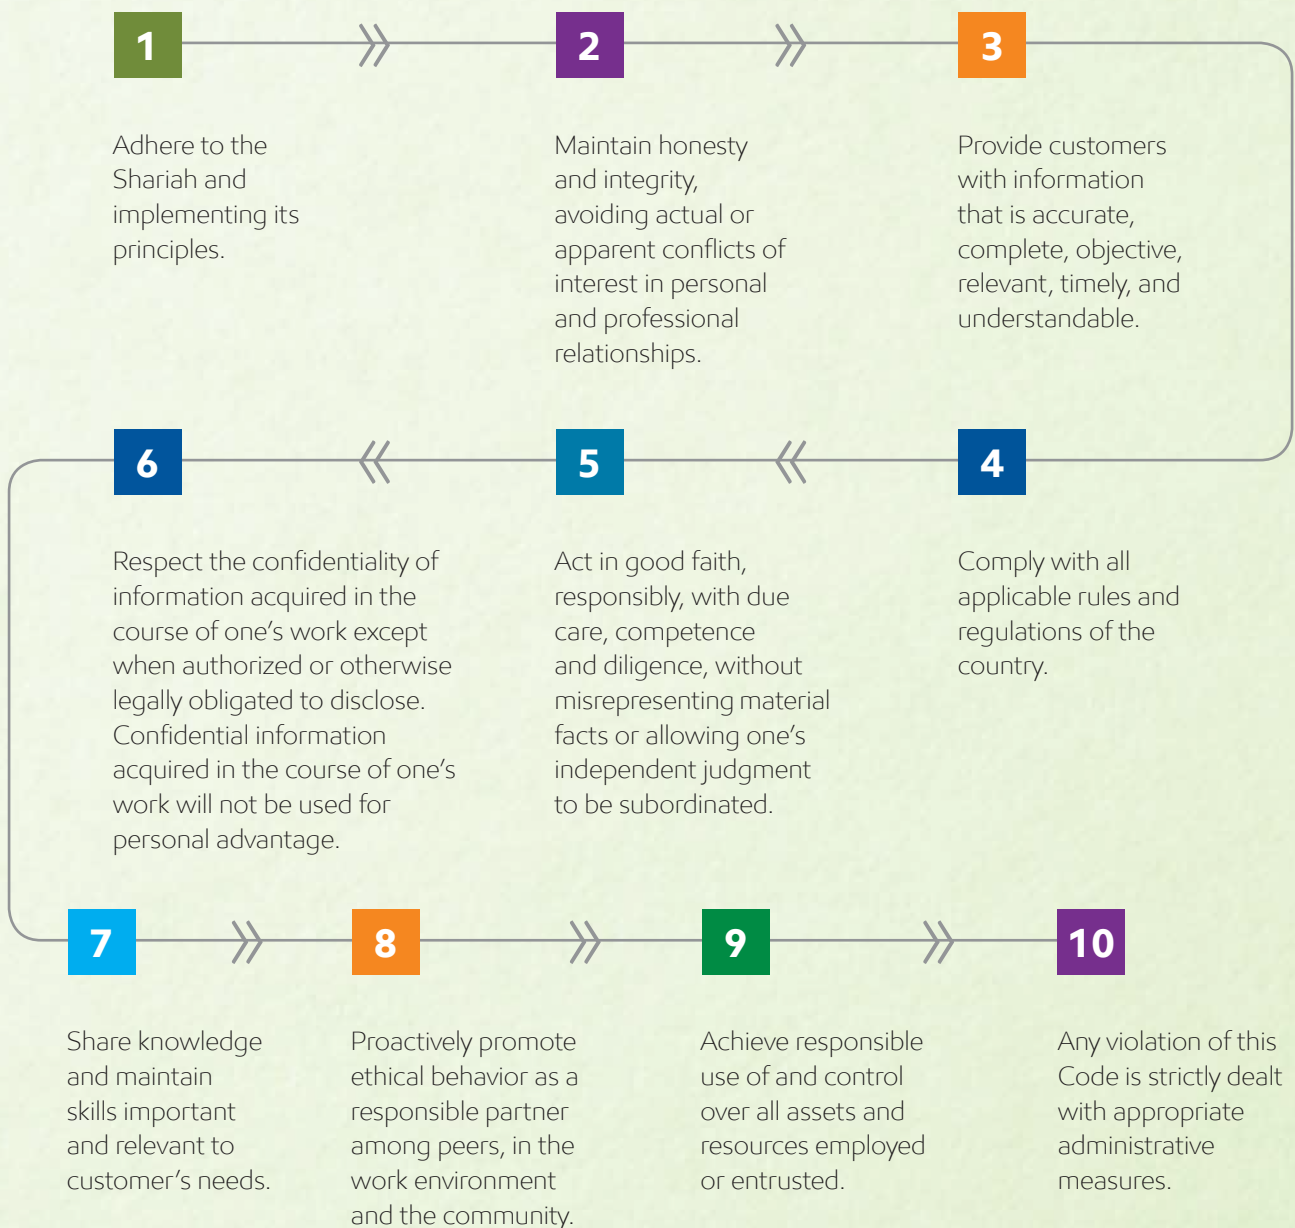 1
Adhere to the
Shariah and
implementing its
principles.
2
Maintain honesty
and integrity,
avoiding actual or
apparent conflicts of
interest in personal
and professional
relationships.
3
Provide customers
with information
that is accurate,
complete, objective,
relevant, timely, and
understandable.
4
Comply with all
applicable rules and
regulations of the
country.
5
Act in good faith,
responsibly, with due
care, competence
and diligence, without
misrepresenting material
facts or allowing one’s
independent judgment
to be subordinated.
6
Respect the confidentiality of
information acquired in the
course of one’s work except
when authorized or otherwise
legally obligated to disclose.
Confidential information
acquired in the course of one’s
work will not be used for
personal advantage.
7
Share knowledge
and maintain
skills important
and relevant to
customer’s needs.
8
Proactively promote
ethical behavior as a
responsible partner
among peers, in the
work environment
and the community.
9
Achieve responsible
use of and control
over all assets and
resources employed
or entrusted.
10
Any violation of this
Code is strictly dealt
with appropriate
administrative
measures.